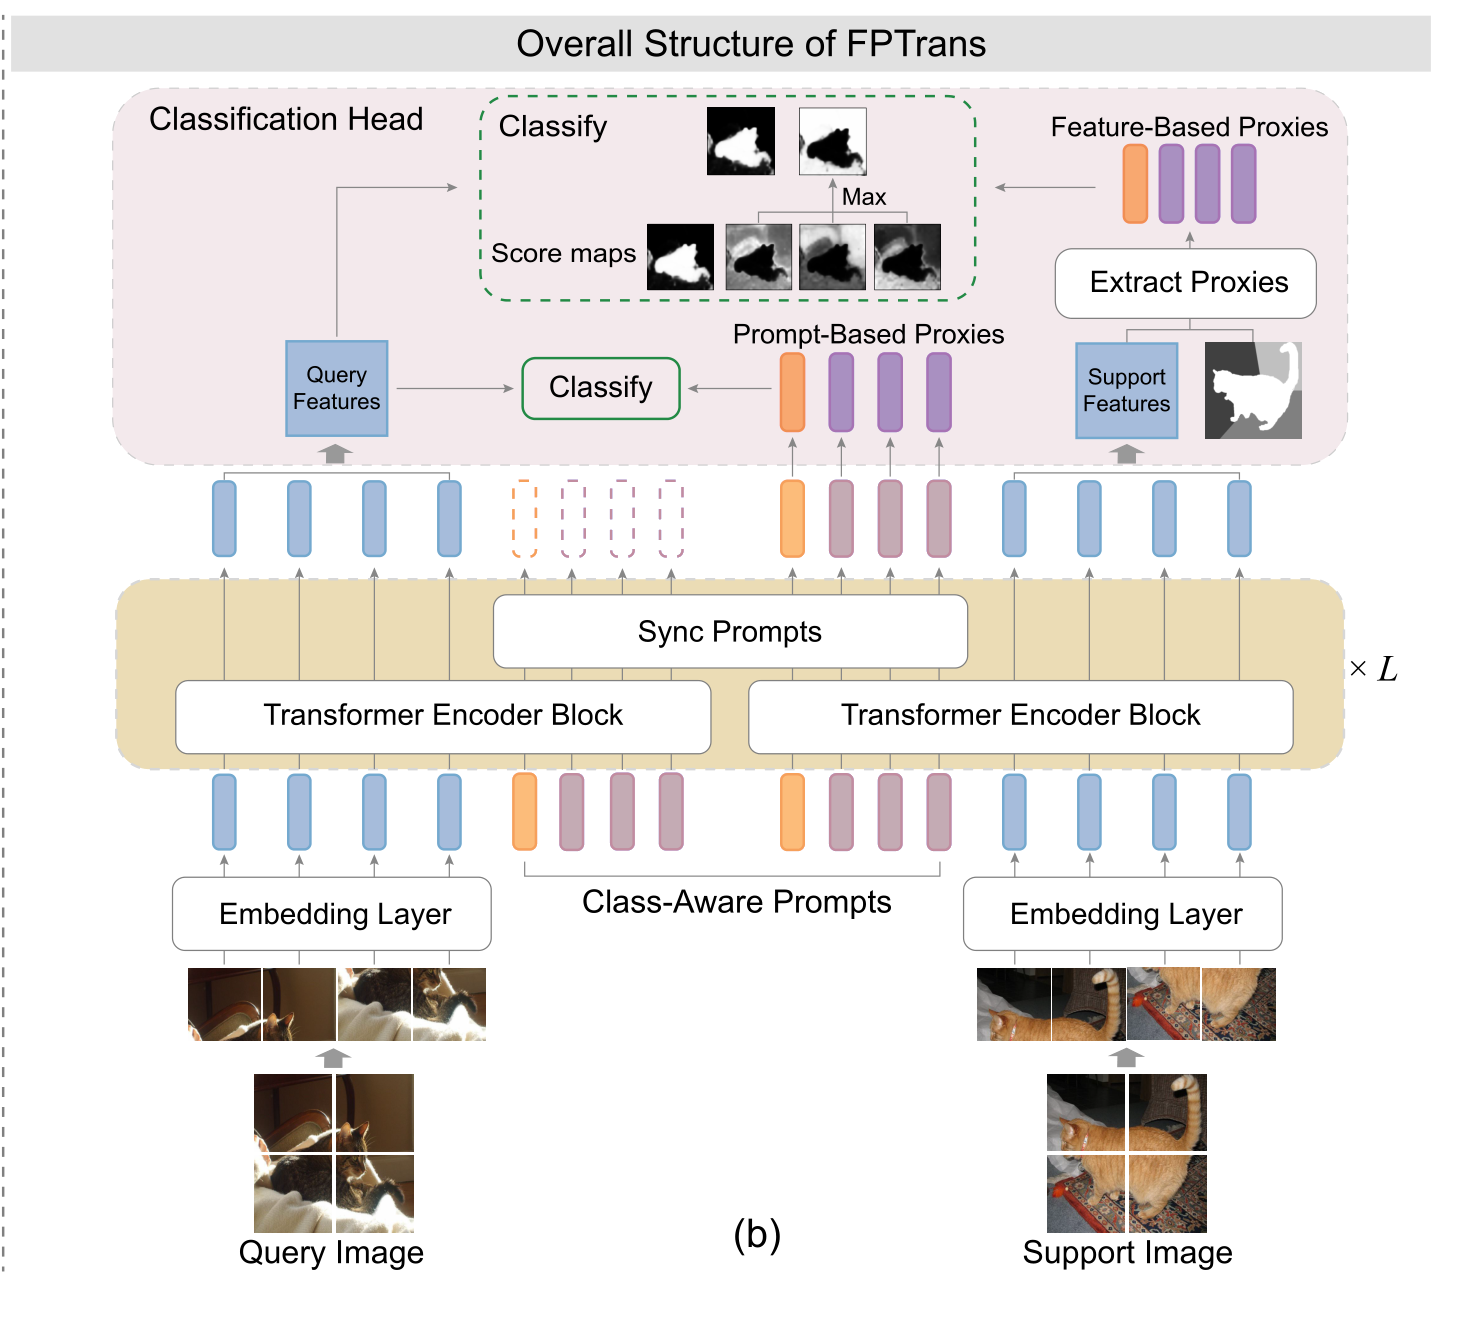 Overall Structure of FPTrans
Classification Head
Classify
Feature-Based Proxies
Max
Score maps
Extract Proxies
Prompt-Based Proxies
Query
Features
Classify
Support
Features
Sync Prompts
× L
Transformer Encoder Block
Transformer Encoder Block
Class-Aware Prompts
Embedding Layer
Embedding Layer
(b)
Query Image
Support Image